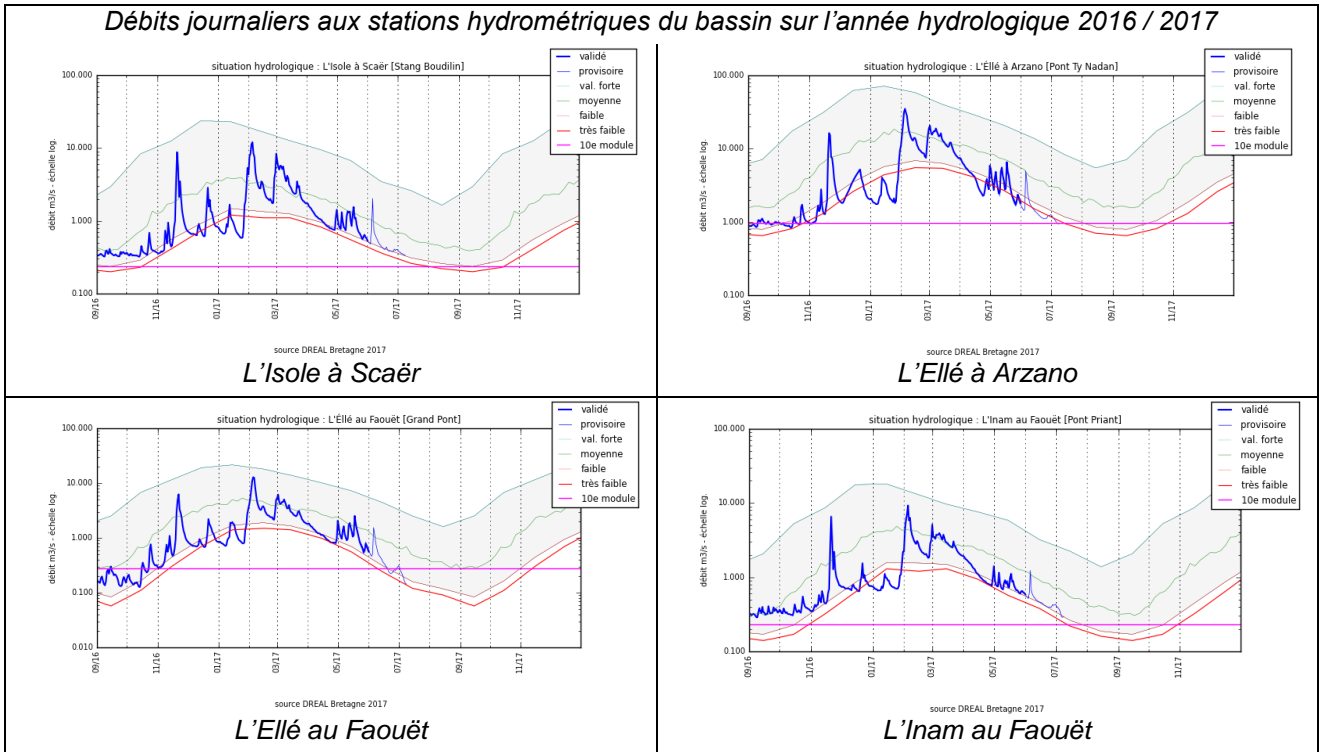 Débits journaliers aux stations hydrométriques du bassin sur l'année hydrologique 2016 / 2017
situation hydrologique : L'Isole à Scaër [Stang Boudilin]
validé
provisoire
val. forte
moyenne
faible
très faible
10e module
débit m3/s - échelle log.
100.000
10.000
1.000
0.100
09/16
11/16
01/17
03/17
05/17
07/17
09/17
11/17
source DREAL Bretagne 2017
L'Isole à Scaër
situation hydrologique : L'Éllé à Arzano [Pont Ty Nadan]
validé
provisoire
val. forte
moyenne
faible
très faible
10e module
débit m3/s - échelle log.
100.000
10.000
1.000
0.100
09/16
11/16
01/17
03/17
05/17
07/17
09/17
11/17
source DREAL Bretagne 2017
L'Ellé à Arzano
situation hydrologique : L'Éllé au Faouët [Grand Pont]
validé
provisoire
val. forte
moyenne
faible
très faible
10e module
débit m3/s - échelle log.
100.000
10.000
1.000
0.100
0.010
09/16
11/16
01/17
03/17
05/17
07/17
09/17
11/17
source DREAL Bretagne 2017
L'Ellé au Faouët
situation hydrologique : L'Inam au Faouët [Pont Priant]
validé
provisoire
val. forte
moyenne
faible
très faible
10e module
débit m3/s - échelle log.
100.000
10.000
1.000
0.100
09/16
11/16
01/17
03/17
05/17
07/17
09/17
11/17
source DREAL Bretagne 2017
L'Inam au Faouët